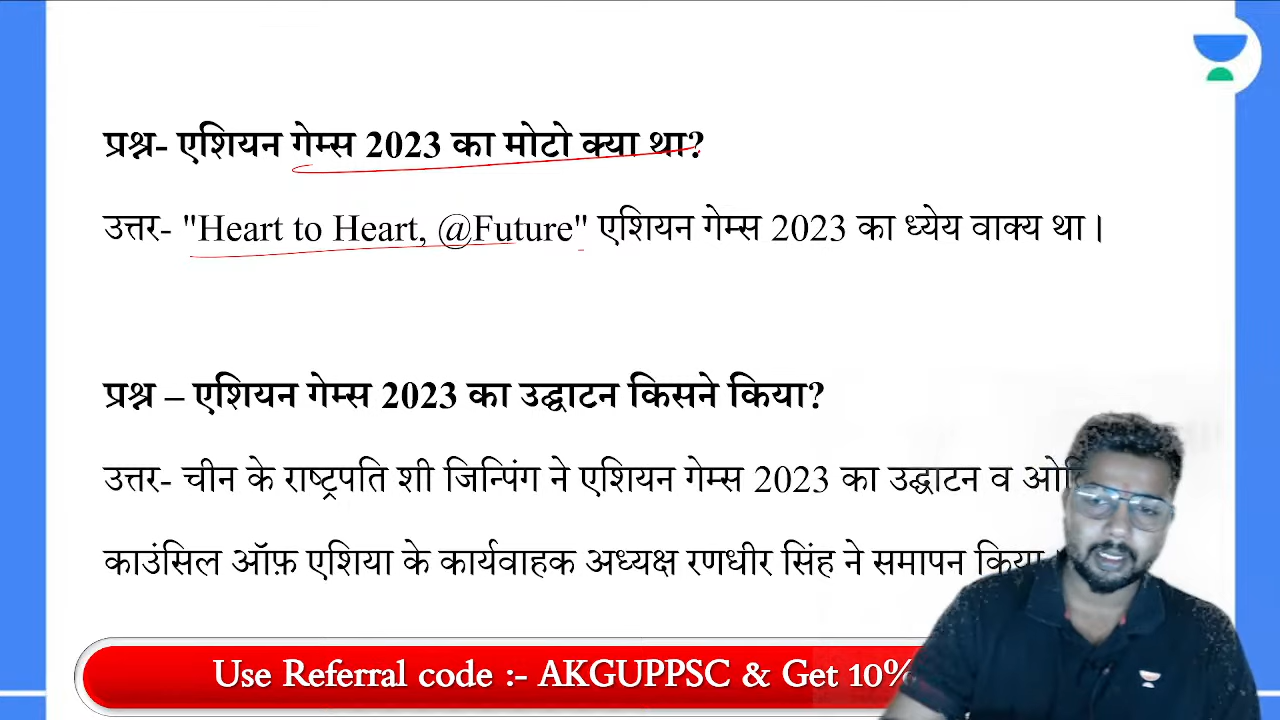 प्रश्न- एशियन गेम्स 2023 का मोटो क्या था?
उत्तर- "Heart to Heart, @Future" एशियन गेम्स 2023 का ध्येय वाक्य था।
प्रश्न – एशियन गेम्स 2023 का उद्घाटन किसने किया?
उत्तर- चीन के राष्ट्रपति शी जिन्पिंग ने एशियन गेम्स 2023 का उद्घाटन व
काउंसिल ऑफ़ एशिया के कार्यवाहक अध्यक्ष रणधीर सिंह ने समापन किया।
Use Referral code :- AKGUPPSC & Get 10%